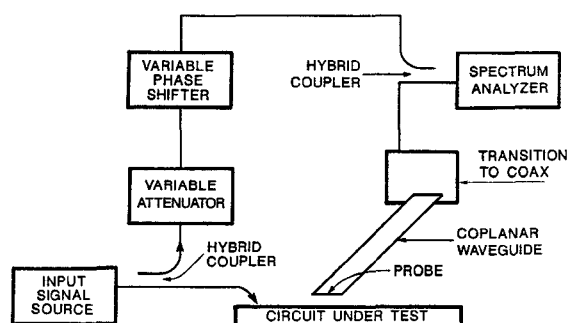 VARIABLE
PHASE
SHIFTER
HYBRID
COUPLER
SPECTRUM
ANALYZER
VARIABLE
ATTENUATOR
TRANSITION
TO COAX
HYBRID
COUPLER
COPLANAR
WAVEGUIDE
PROBE
INPUT
SIGNAL
SOURCE
CIRCUIT UNDER TEST